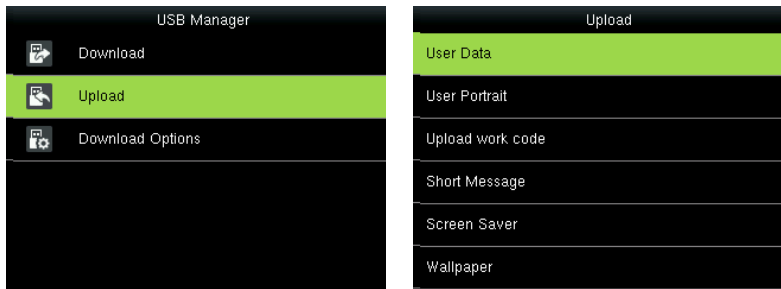 USB Manager
Download
Upload
Download Options
Upload
User Data
User Portrait
Upload work code
Short Message
Screen Saver
Wallpaper